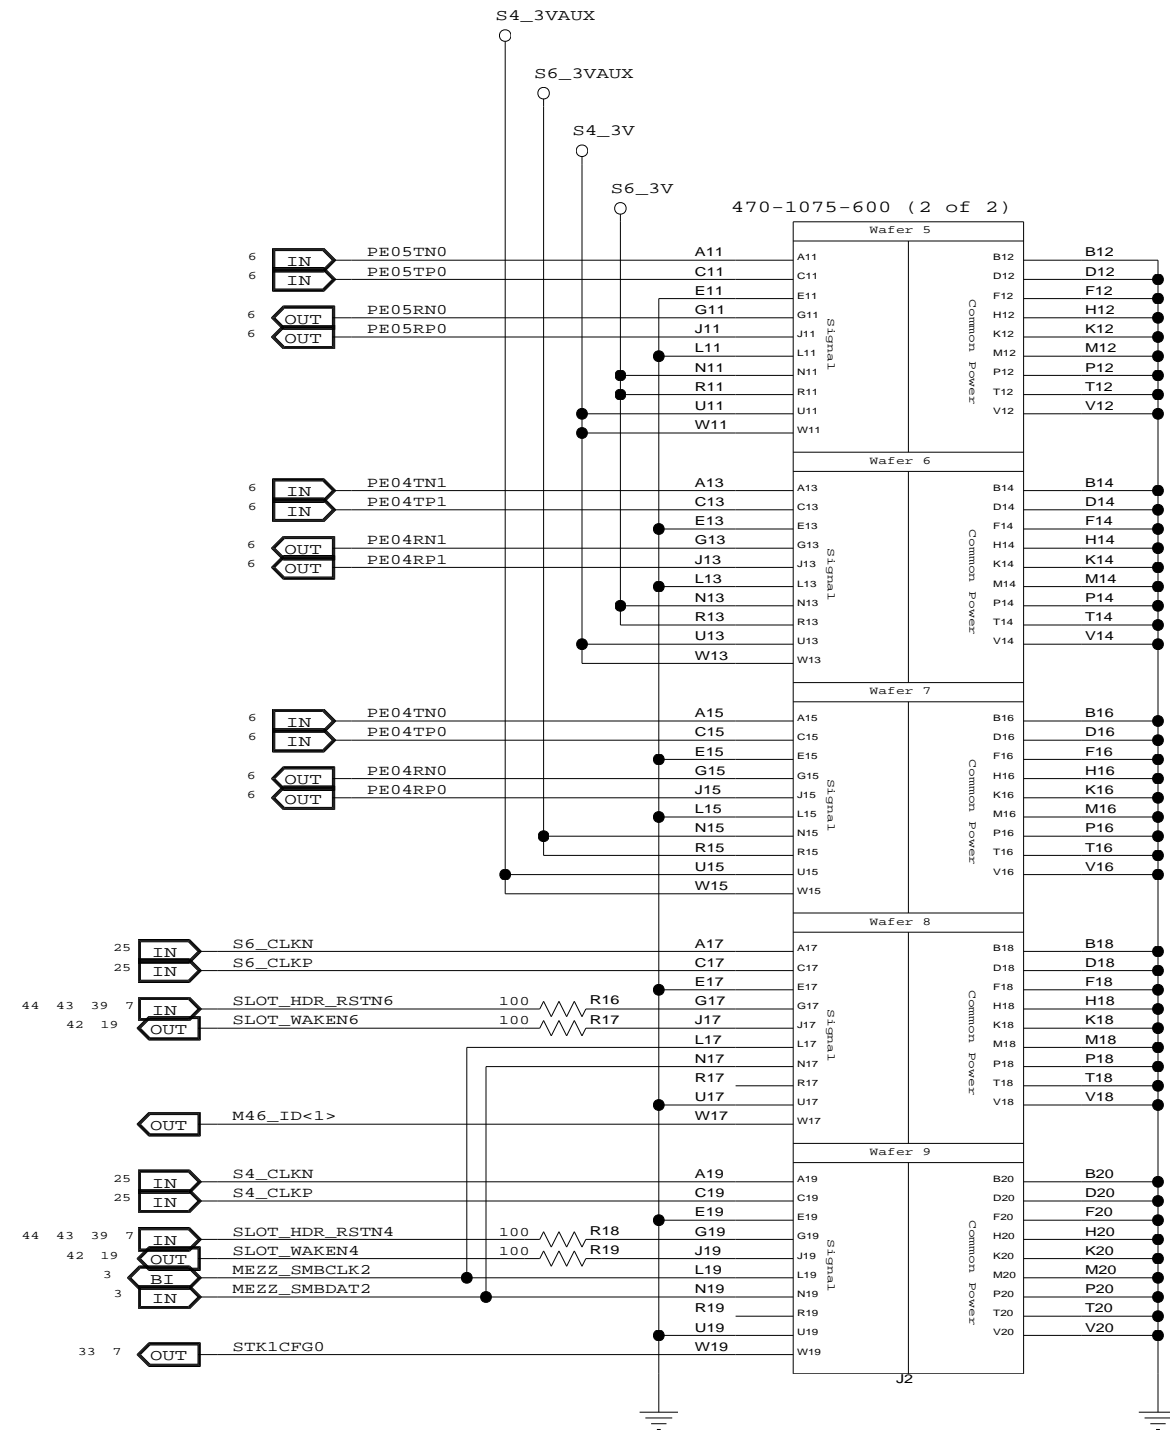 S4_3VAUX
S6_3VAUX
S4_3V
S6_3V
470-1075-600 (2 of 2)
Wafer 5
6 IN PE05TN0 A11 A11 B12 B12
6 IN PE05TP0 C11 C11 D12 D12
E11 E11 F12 F12
6 OUT PE05RN0 G11 G11 H12 H12
6 OUT PE05RP0 J11 J11 K12 K12
L11 L11 M12 M12
N11 N11 P12 P12
R11 R11 T12 T12
U11 U11 V12 V12
W11 W11
Signal
Common Power
Wafer 6
6 IN PE04TN1 A13 A13 B14 B14
6 IN PE04TP1 C13 C13 D14 D14
E13 E13 F14 F14
6 OUT PE04RN1 G13 G13 H14 H14
6 OUT PE04RP1 J13 J13 K14 K14
L13 L13 M14 M14
N13 N13 P14 P14
R13 R13 T14 T14
U13 U13 V14 V14
W13 W13
Signal
Common Power
Wafer 7
6 IN PE04TN0 A15 A15 B16 B16
6 IN PE04TP0 C15 C15 D16 D16
E15 E15 F16 F16
6 OUT PE04RN0 G15 G15 H16 H16
6 OUT PE04RP0 J15 J15 K16 K16
L15 L15 M16 M16
N15 N15 P16 P16
R15 R15 T16 T16
U15 U15 V16 V16
W15 W15
Signal
Common Power
Wafer 8
25 IN S6_CLKN A17 A17 B18 B18
25 IN S6_CLKP C17 C17 D18 D18
E17 E17 F18 F18
44 43 39 7 IN SLOT_HDR_RSTN6 100 R16 G17 G17 H18 H18
42 19 OUT SLOT_WAKEN6 100 R17 J17 J17 K18 K18
L17 L17 M18 M18
N17 N17 P18 P18
R17 R17 T18 T18
U17 U17 V18 V18
OUT M46_ID<1> W17 W17
Signal
Common Power
Wafer 9
25 IN S4_CLKN A19 A19 B20 B20
25 IN S4_CLKP C19 C19 D20 D20
E19 E19 F20 F20
44 43 39 7 IN SLOT_HDR_RSTN4 100 R18 G19 G19 H20 H20
42 19 OUT SLOT_WAKEN4 100 R19 J19 J19 K20 K20
3 BI MEZZ_SMBCLK2 L19 L19 M20 M20
3 IN MEZZ_SMBDAT2 N19 N19 P20 P20
R19 R19 T20 T20
U19 U19 V20 V20
33 7 OUT STK1CFG0 W19 W19
Signal
Common Power
J2